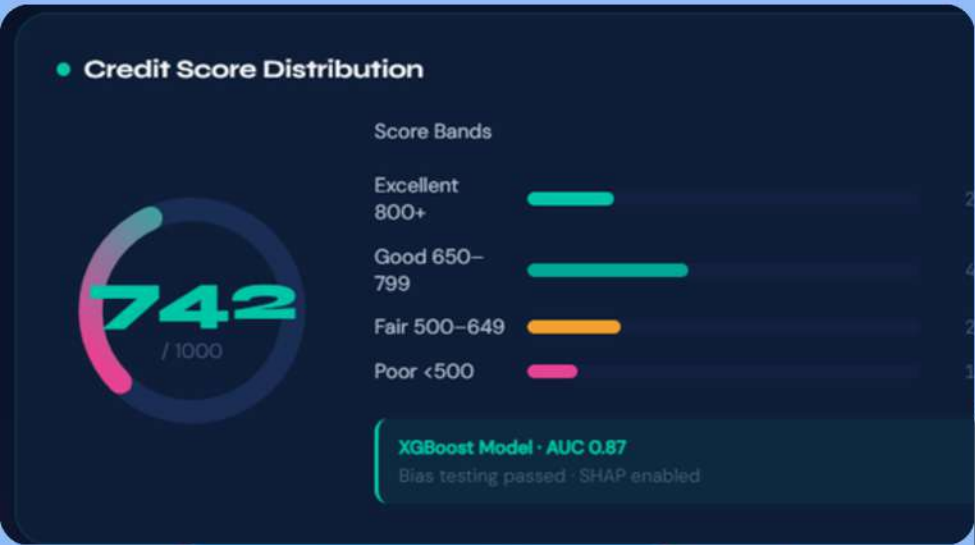 Credit Score Distribution
Score Bands
Excellent
800+
Good 650–
799
Fair 500–649
Poor <500
742
/ 1000
XGBoost Model · AUC 0.87
Bias testing passed · SHAP enabled